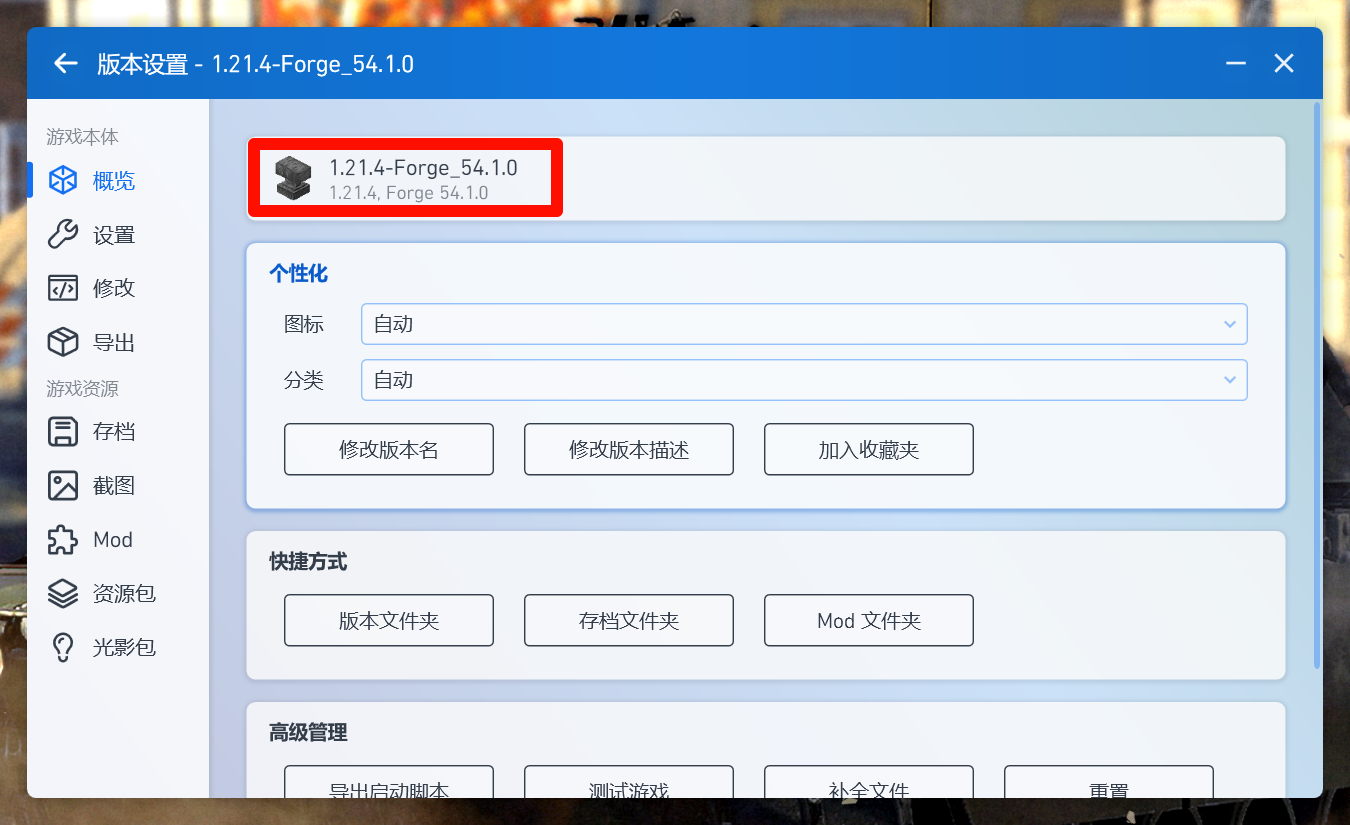 版本设置 - 1.21.4-Forge_54.1.0
游戏本体
概览
设置
修改
导出
游戏资源
存档
截图
Mod
资源包
光影包
1.21.4-Forge_54.1.0
1.21.4, Forge 54.1.0
个性化
图标 自动
分类 自动
修改版本名 修改版本描述 加入收藏夹
快捷方式
版本文件夹 存档文件夹 Mod 文件夹
高级管理
导出启动脚本 测试游戏 补全文件 重置